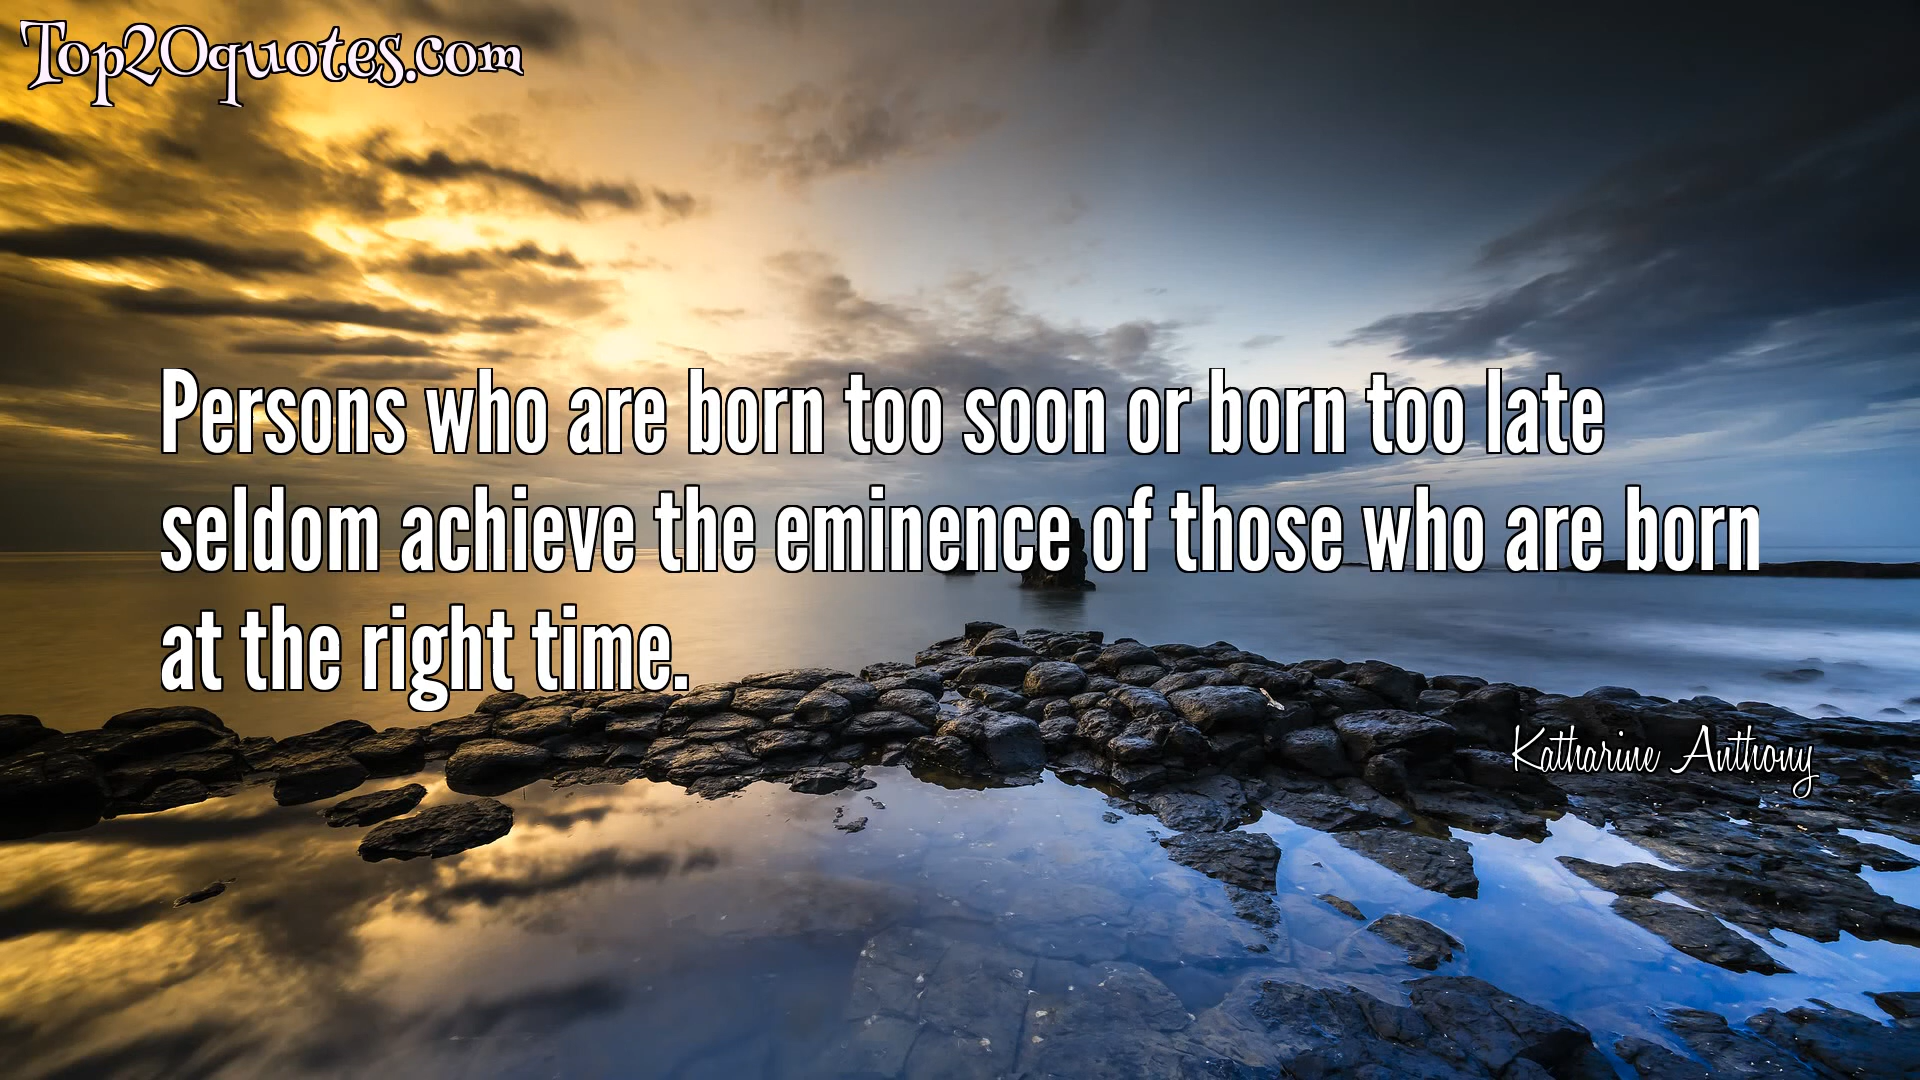 Top20quotes.com
Persons who are born too soon or born too late
seldom achieve the eminence of those who are born
at the right time.
Katharine Anthony